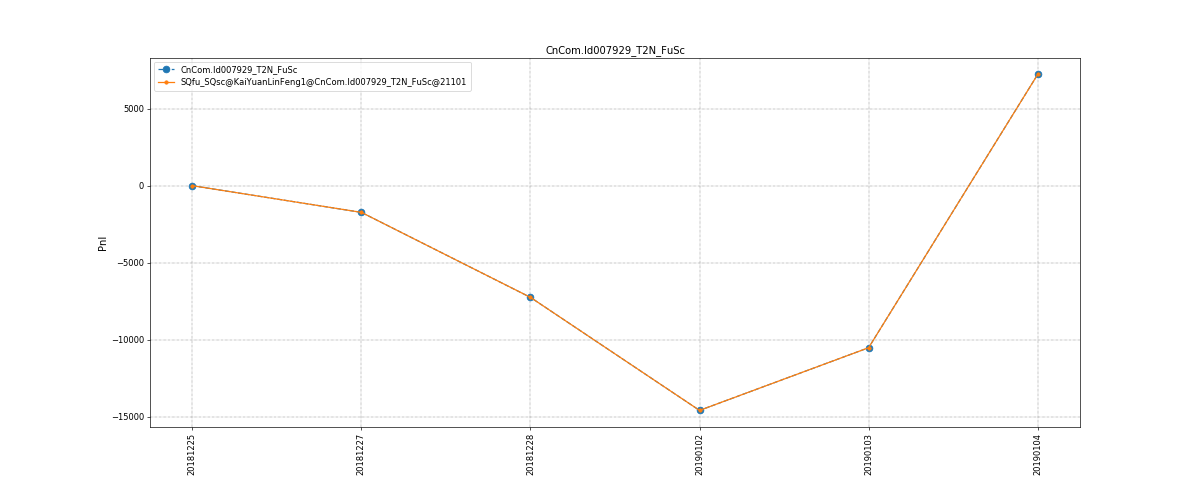 CnCom.Id007929_T2N_FuSc
CnCom.Id007929_T2N_FuSc
SQfu_SQsc@KaiYuanLinFeng1@CnCom.Id007929_T2N_FuSc@21101
Pnl
5000
0
−5000
−10000
−15000
20181225
20181227
20181228
20190102
20190103
20190104